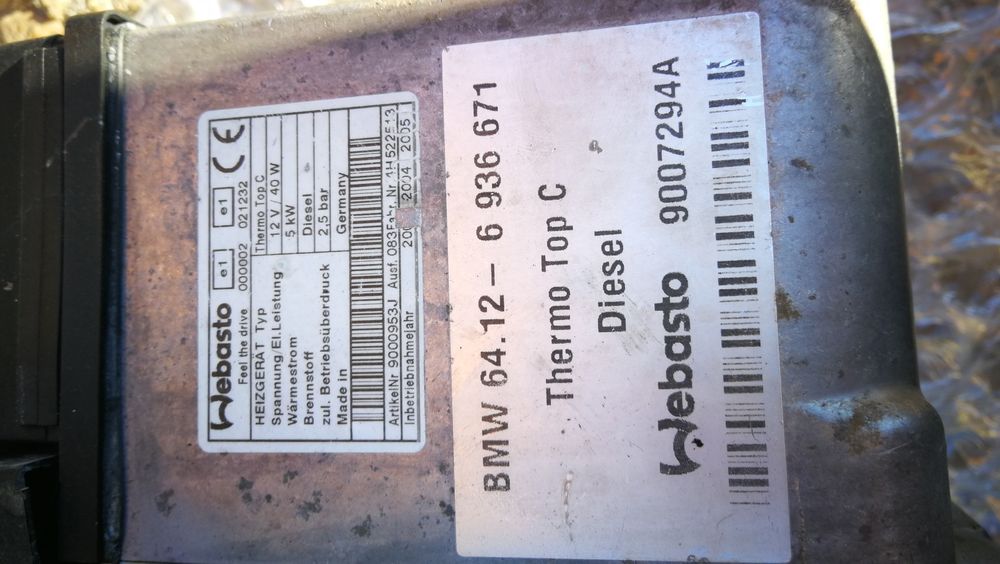 Webasto
Feel the drive
e1 e1 CE
000002 021232
HEIZGERÄT Typ Thermo Top C
Spannung/El.Leistung 12 V / 40 W
Wärmestrom 5 kW
Brennstoff Diesel
zul. Betriebsüberdruck 2,5 bar
Made in Germany
ArtikelNr 9000953J Ausf. 083 Fabr. Nr
Inbetriebnahmejahr 2004 2005
BMW 64.12 – 6 936 671
Thermo Top C
Diesel
Webasto 9007294A